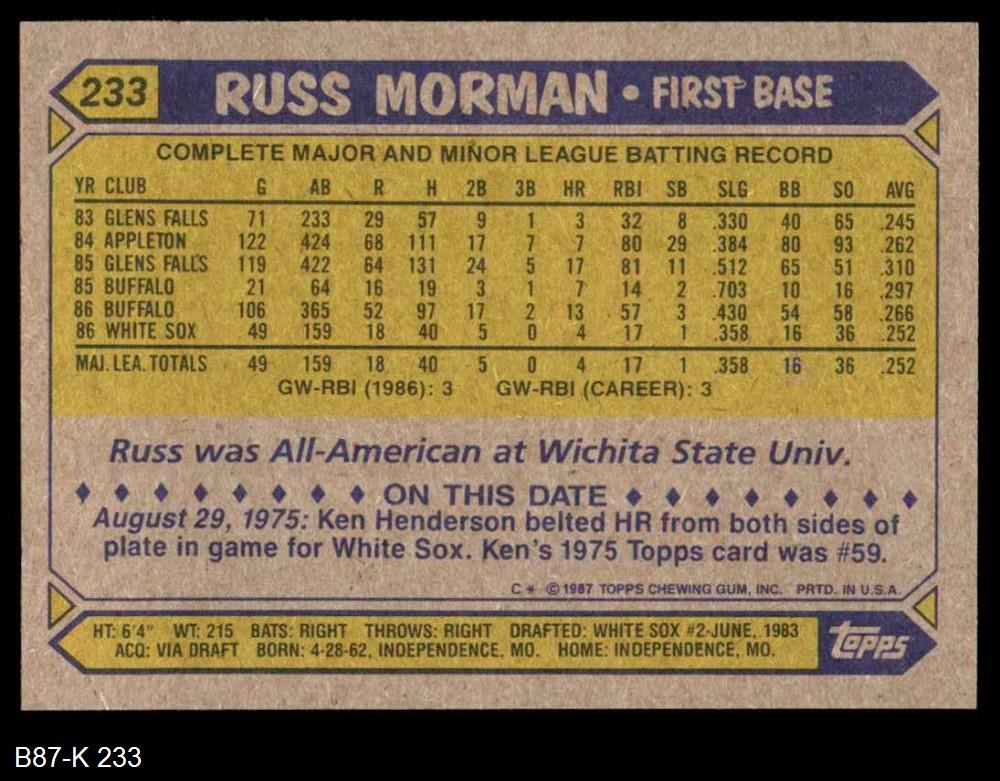 233 RUSS MORMAN • FIRST BASE
COMPLETE MAJOR AND MINOR LEAGUE BATTING RECORD
YR CLUB G AB R H 2B 3B HR RBI SB SLG BB SO AVG
83 GLENS FALLS 71 233 29 57 9 1 3 32 8 .330 40 65 .245
84 APPLETON 122 424 68 111 17 7 7 80 29 .384 80 93 .262
85 GLENS FALLS 119 422 64 131 24 5 17 81 11 .512 65 51 .310
85 BUFFALO 21 64 16 19 3 1 7 14 2 .703 10 16 .297
86 BUFFALO 106 365 52 97 17 2 13 57 3 .430 54 58 .266
86 WHITE SOX 49 159 18 40 5 0 4 17 1 .358 16 36 .252
MAJ. LEA. TOTALS 49 159 18 40 5 0 4 17 1 .358 16 36 .252
GW-RBI (1986): 3 GW-RBI (CAREER): 3
Russ was All-American at Wichita State Univ.
♦ ♦ ♦ ♦ ♦ ♦ ♦ ♦ ON THIS DATE ♦ ♦ ♦ ♦ ♦ ♦ ♦ ♦
August 29, 1975: Ken Henderson belted HR from both sides of
plate in game for White Sox. Ken's 1975 Topps card was #59.
C * © 1987 TOPPS CHEWING GUM, INC. PRTD. IN U.S.A.
HT: 6'4" WT: 215 BATS: RIGHT THROWS: RIGHT DRAFTED: WHITE SOX #2-JUNE, 1983
ACQ: VIA DRAFT BORN: 4-28-62, INDEPENDENCE, MO. HOME: INDEPENDENCE, MO.
topps
B87-K 233